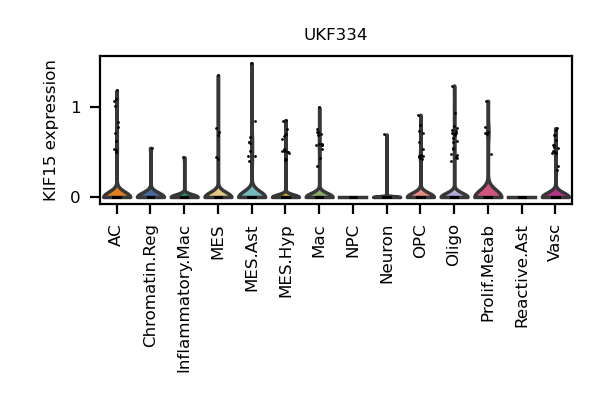 UKF334
KIF15 expression
1
0
AC
Chromatin.Reg
Inflammatory.Mac
MES
MES.Ast
MES.Hyp
Mac
NPC
Neuron
OPC
Oligo
Prolif.Metab
Reactive.Ast
Vasc